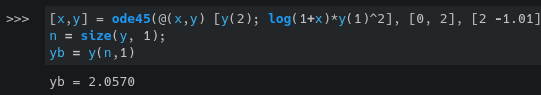 >>> [x,y] = ode45(@(x,y) [y(2); log(1+x)*y(1)^2], [0, 2], [2 -1.01]
n = size(y, 1);
yb = y(n,1)
yb = 2.0570